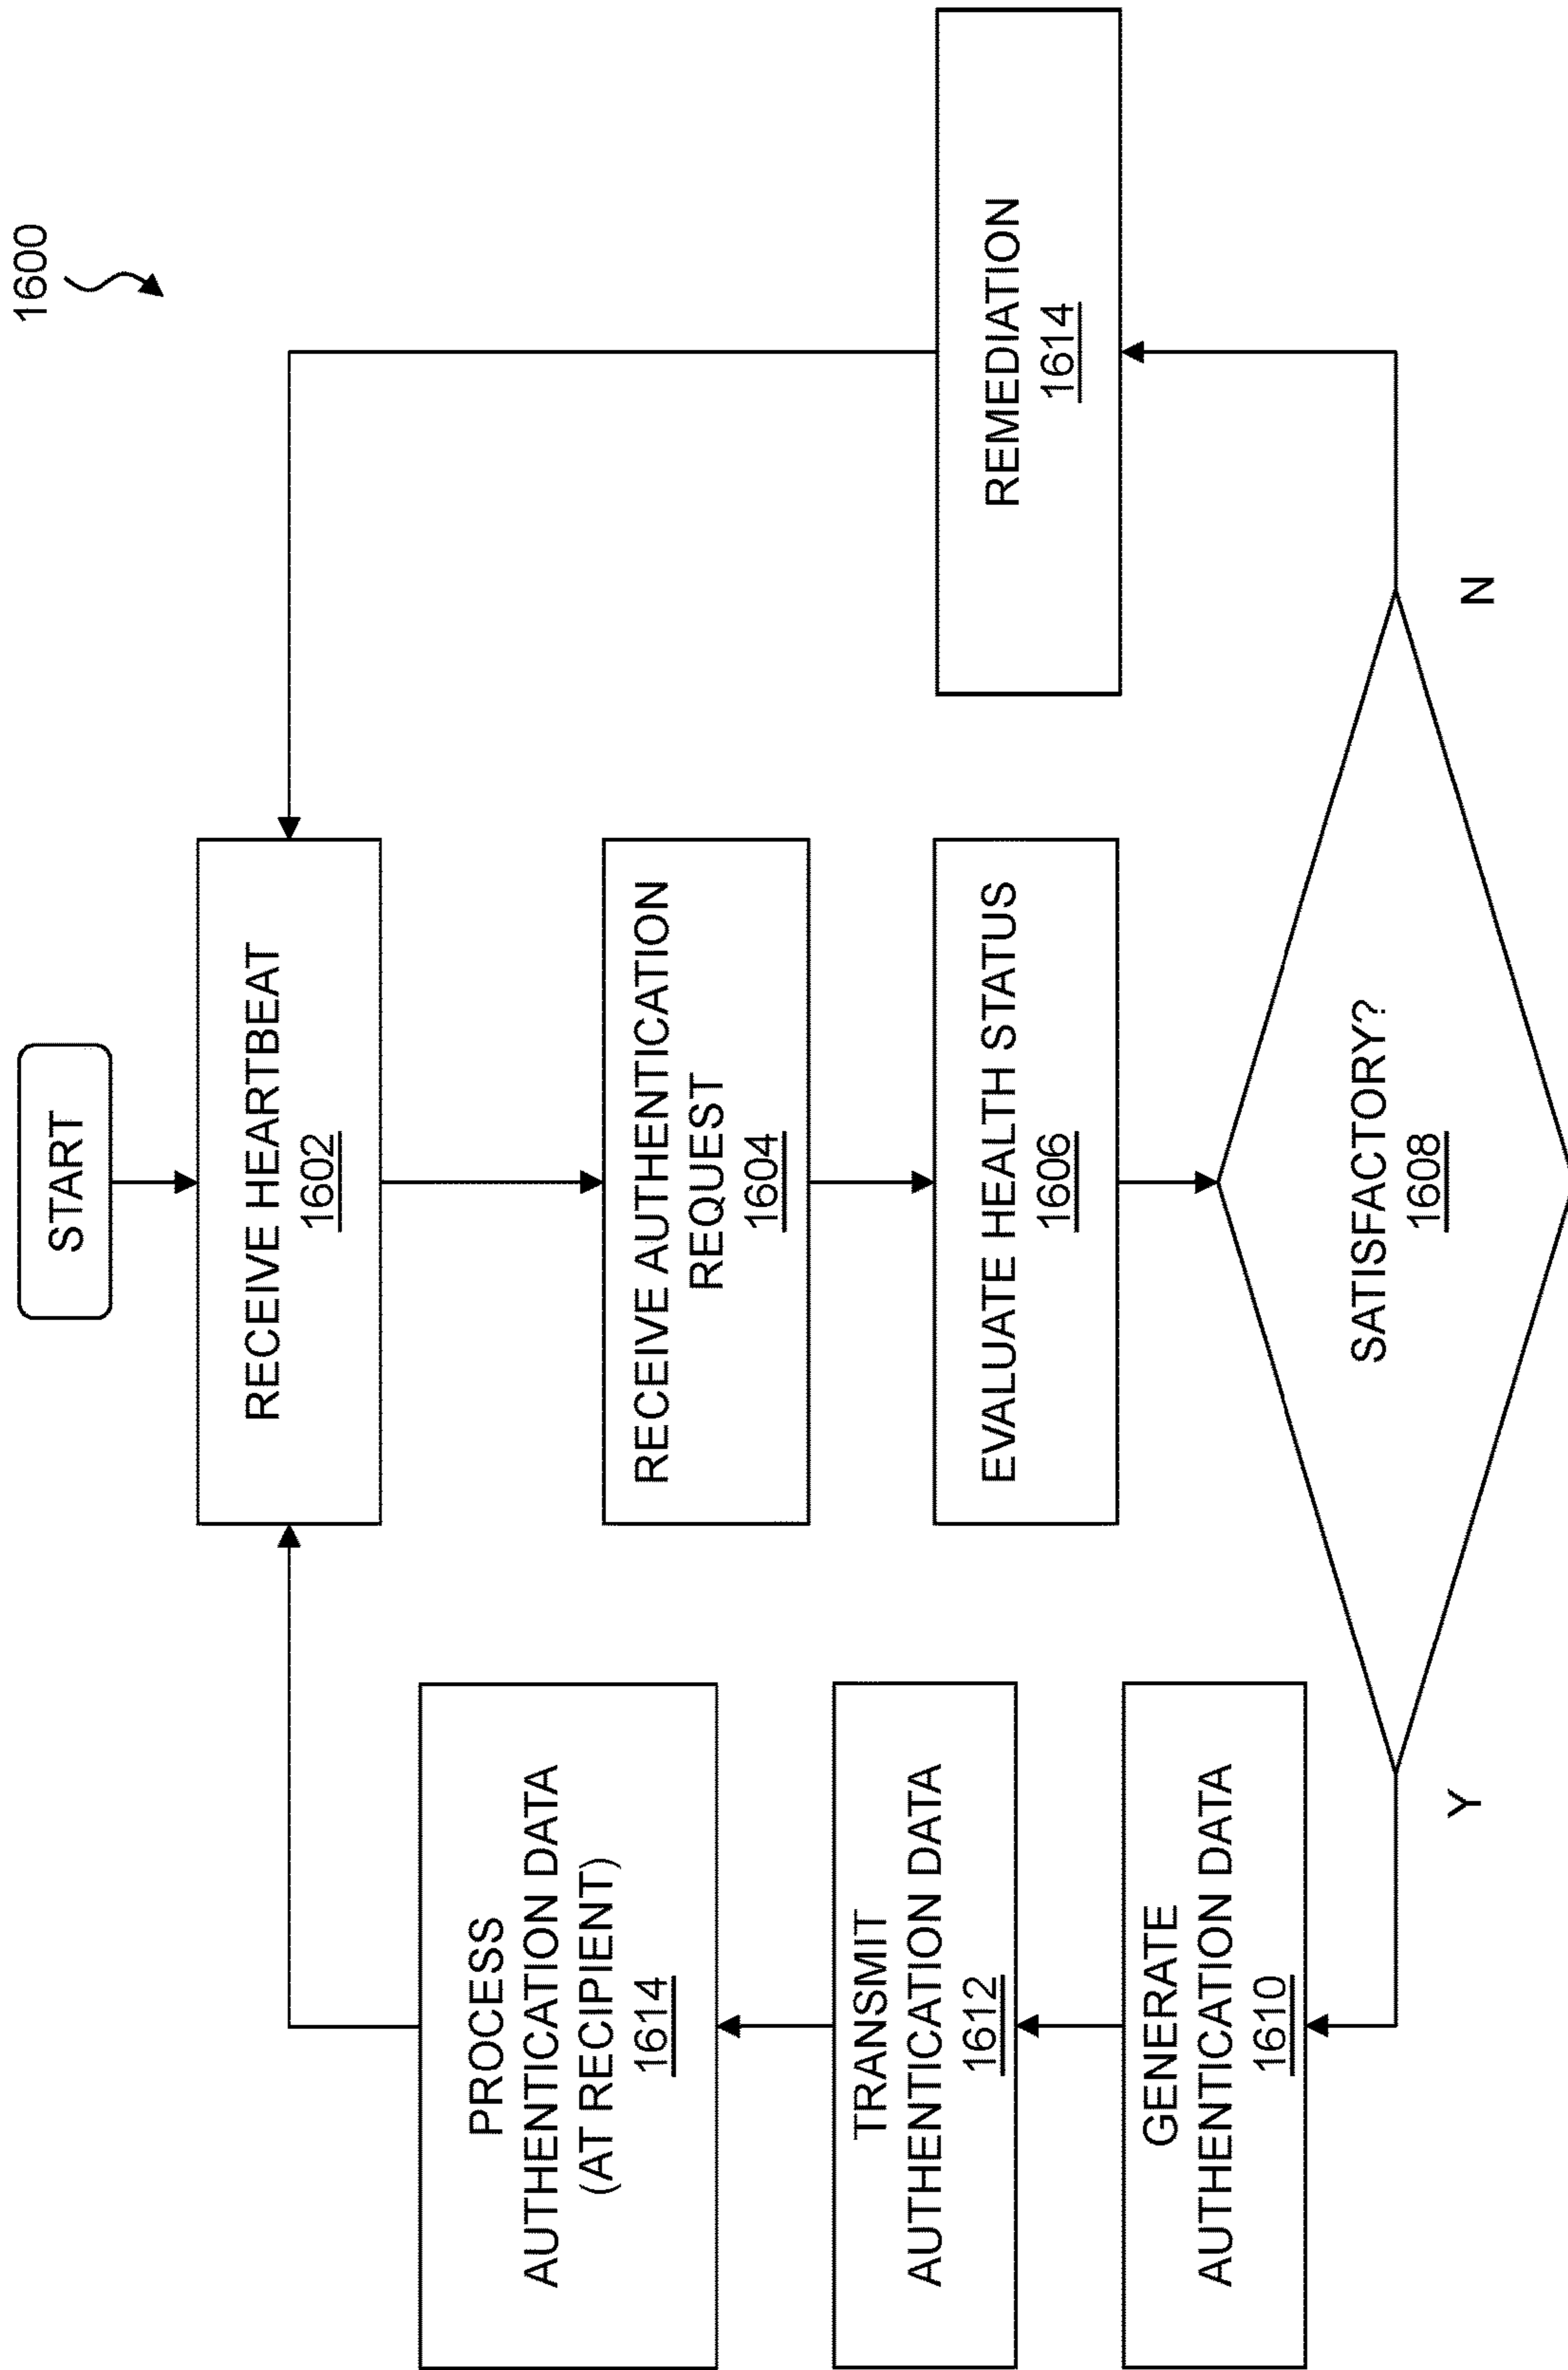 1600
START
RECEIVE HEARTBEAT
1602
RECEIVE AUTHENTICATION
REQUEST
1604
EVALUATE HEALTH STATUS
1606
SATISFACTORY?
1608
Y
N
GENERATE
AUTHENTICATION DATA
1610
TRANSMIT
AUTHENTICATION DATA
1612
PROCESS
AUTHENTICATION DATA
(AT RECIPIENT)
1614
REMEDIATION
1614